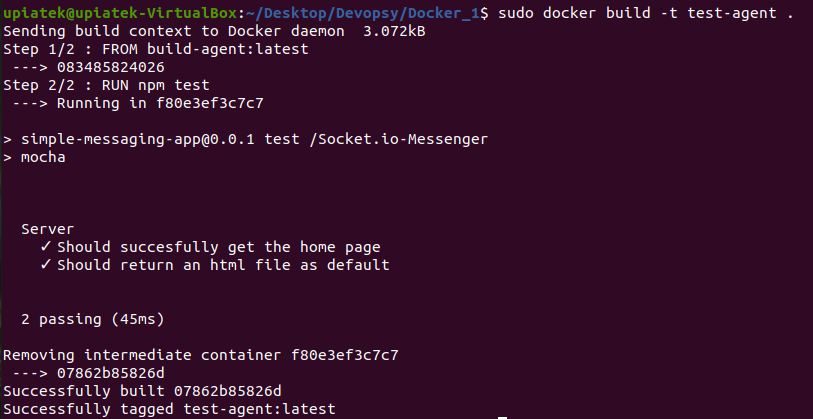 upiatek@upiatek-VirtualBox:~/Desktop/Devopsy/Docker_1$ sudo docker build -t test-agent .
Sending build context to Docker daemon  3.072kB
Step 1/2 : FROM build-agent:latest
 ---> 083485824026
Step 2/2 : RUN npm test
 ---> Running in f80e3ef3c7c7
> simple-messaging-app@0.0.1 test /Socket.io-Messenger
> mocha
  Server
    ✓ Should succesfully get the home page
    ✓ Should return an html file as default
  2 passing (45ms)
Removing intermediate container f80e3ef3c7c7
 ---> 07862b85826d
Successfully built 07862b85826d
Successfully tagged test-agent:latest